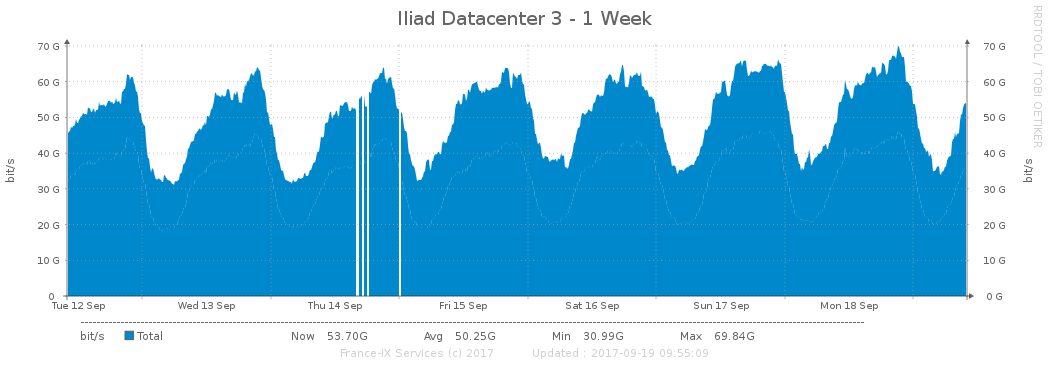 Iliad Datacenter 3 - 1 Week
RRDTOOL / TOBI OETIKER
70 G 70 G
60 G 60 G
50 G 50 G
40 G 40 G
30 G 30 G
20 G 20 G
10 G 10 G
0 0 G
bit/s
bit/s
Tue 12 Sep Wed 13 Sep Thu 14 Sep Fri 15 Sep Sat 16 Sep Sun 17 Sep Mon 18 Sep
bit/s Total Now 53.70G Avg 50.25G Min 30.99G Max 69.84G
France-IX Services (c) 2017 Updated : 2017-09-19 09:55:09